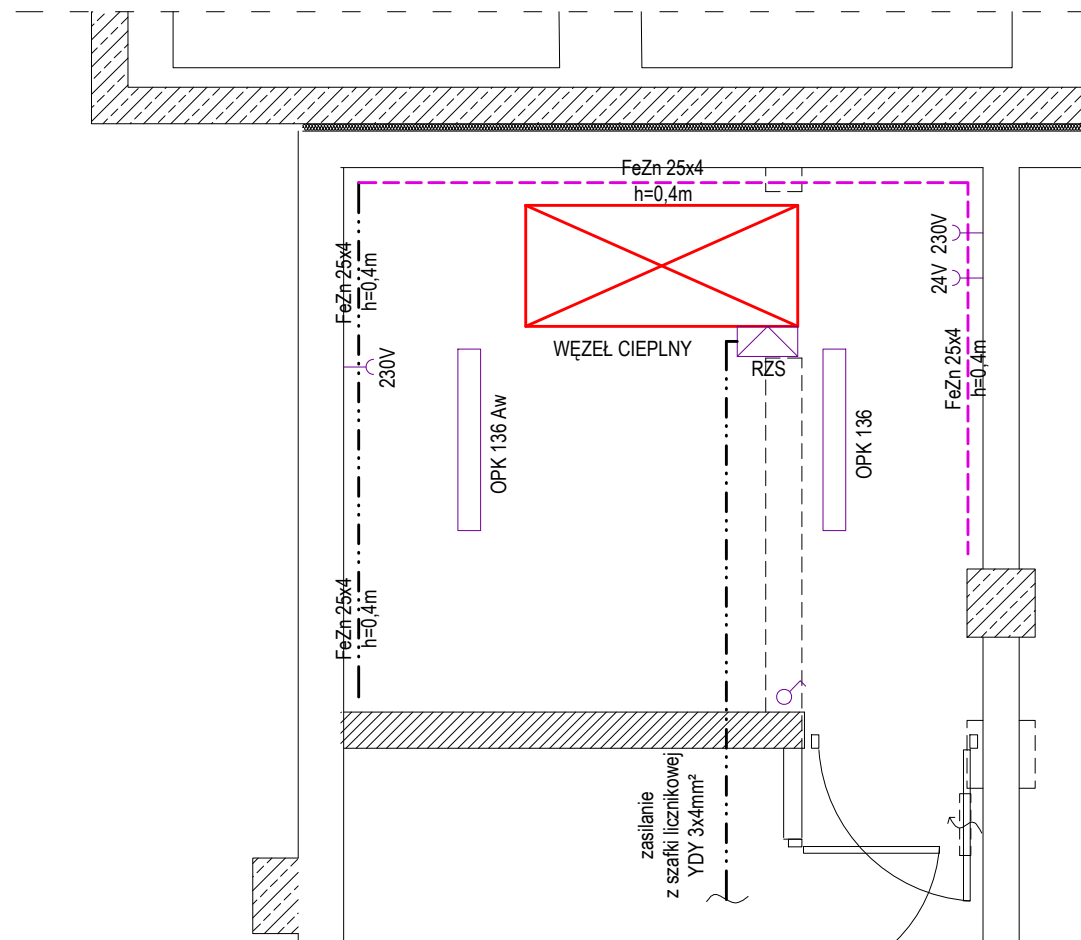 FeZn 25x4
h=0,4m
FeZn 25x4
h=0,4m
230V
24V
230V
WĘZEŁ CIEPLNY
RZS
FeZn 25x4
h=0,4m
OPK 136 Aw
OPK 136
FeZn 25x4
h=0,4m
zasilanie
z szafki licznikowej
YDY 3x4mm²